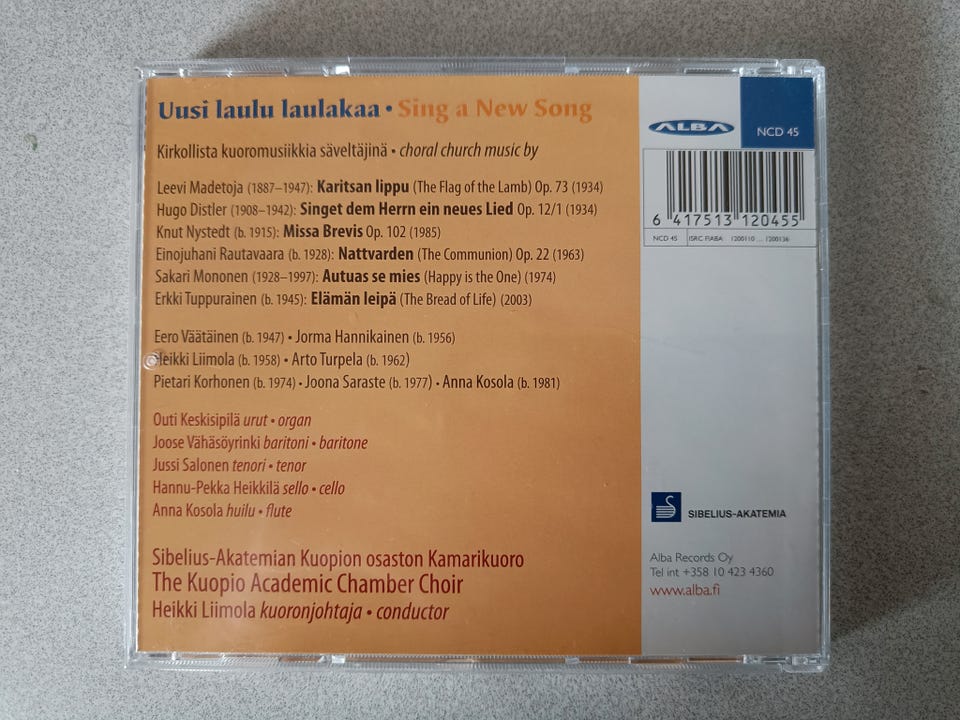 Uusi laulu laulakaa • Sing a New Song
Kirkollista kuoromusiikkia säveltäjinä • choral church music by
Leevi Madetoja (1887–1947): Karitsan lippu (The Flag of the Lamb) Op. 73 (1934)
Hugo Distler (1908–1942): Singet dem Herrn ein neues Lied Op. 12/1 (1934)
Knut Nystedt (b. 1915): Missa Brevis Op. 102 (1985)
Einojuhani Rautavaara (b. 1928): Nattvarden (The Communion) Op. 22 (1963)
Sakari Mononen (1928–1997): Autuas se mies (Happy is the One) (1974)
Erkki Tuppurainen (b. 1945): Elämän leipä (The Bread of Life) (2003)
Eero Väätäinen (b. 1947) • Jorma Hannikainen (b. 1956)
Heikki Liimola (b. 1958) • Arto Turpela (b. 1962)
Pietari Korhonen (b. 1974) • Joona Saraste (b. 1977) • Anna Kosola (b. 1981)
Outi Keskisipilä urut • organ
Joose Vähäsöyrinki baritoni • baritone
Jussi Salonen tenori • tenor
Hannu-Pekka Heikkilä sello • cello
Anna Kosola huilu • flute
Sibelius-Akatemian Kuopion osaston Kamarikuoro
The Kuopio Academic Chamber Choir
Heikki Liimola kuoronjohtaja • conductor
ALBA
NCD 45
6 417513 120455
NCD 45 ISRC FIABA 1200110 ... 1200136
SIBELIUS-AKATEMIA
Alba Records Oy
Tel int +358 10 423 4360
www.alba.fi